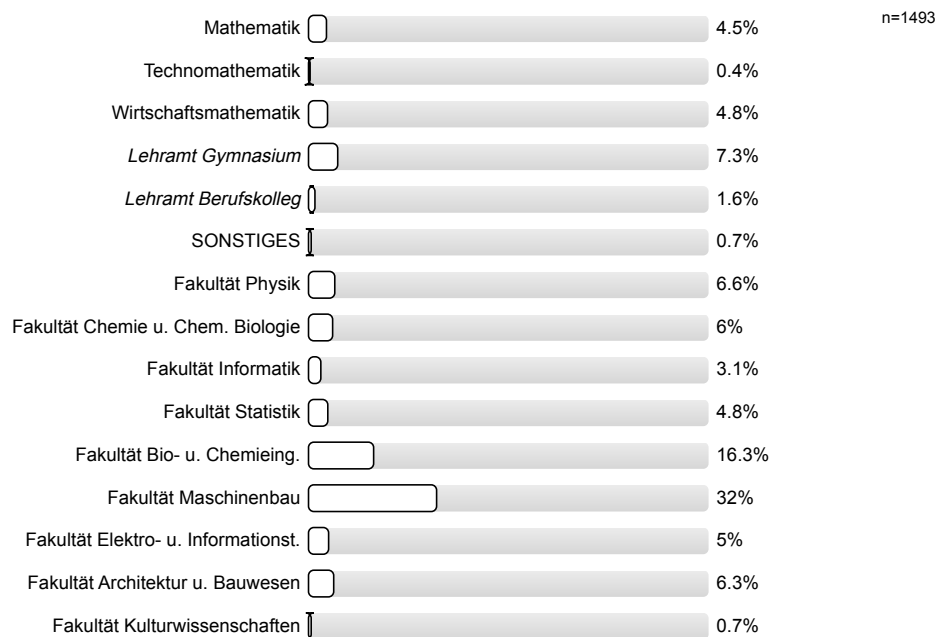 n=1493
Mathematik 4.5%
Technomathematik 0.4%
Wirtschaftsmathematik 4.8%
Lehramt Gymnasium 7.3%
Lehramt Berufskolleg 1.6%
SONSTIGES 0.7%
Fakultät Physik 6.6%
Fakultät Chemie u. Chem. Biologie 6%
Fakultät Informatik 3.1%
Fakultät Statistik 4.8%
Fakultät Bio- u. Chemieing. 16.3%
Fakultät Maschinenbau 32%
Fakultät Elektro- u. Informationst. 5%
Fakultät Architektur u. Bauwesen 6.3%
Fakultät Kulturwissenschaften 0.7%